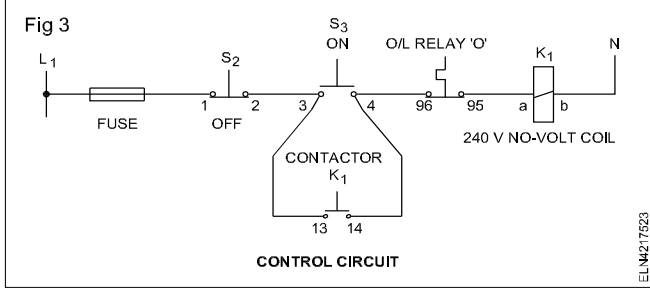 Fig 3
S3
ON
O/L RELAY 'O'
K1
N
L1
S2
1
2
3
4
96
95
a
b
FUSE
OFF
240 V NO-VOLT COIL
CONTACTOR
K1
13
14
CONTROL CIRCUIT
ELN4217523